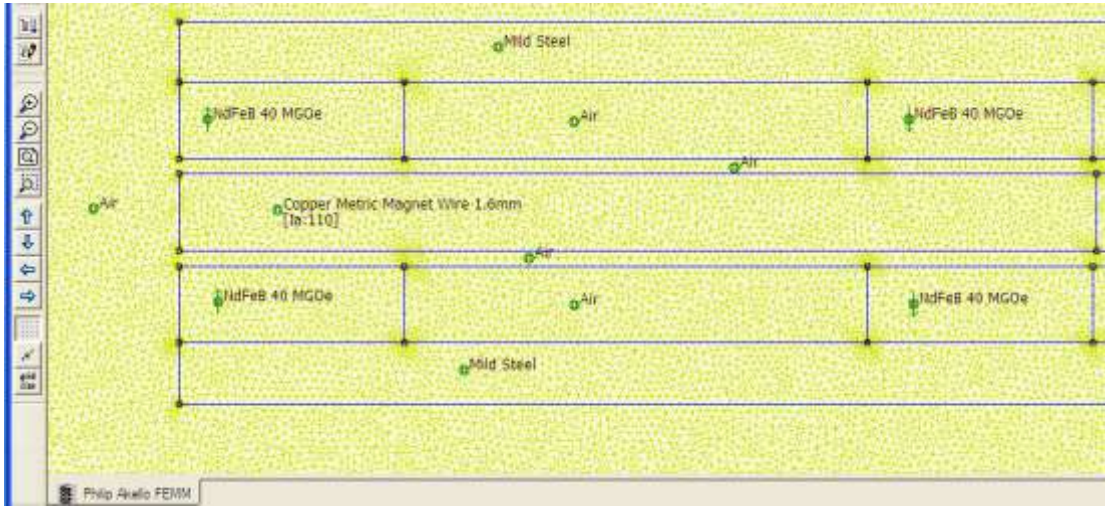 Mild Steel
NdFeB 40 MGOe
Air
NdFeB 40 MGOe
Air
Air
Copper Metric Magnet Wire 1.6mm
[Ia:110]
Air
NdFeB 40 MGOe
Air
NdFeB 40 MGOe
Mild Steel
Philip Akello FEMM